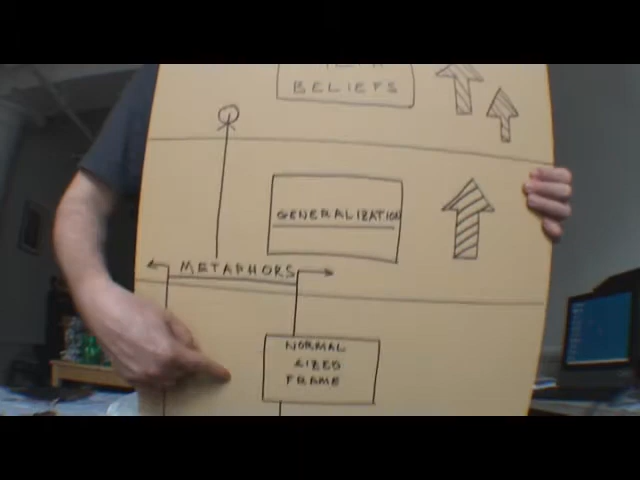 BELIEFS
GENERALIZATION
METAPHORS
NORMAL
SIZED
FRAME